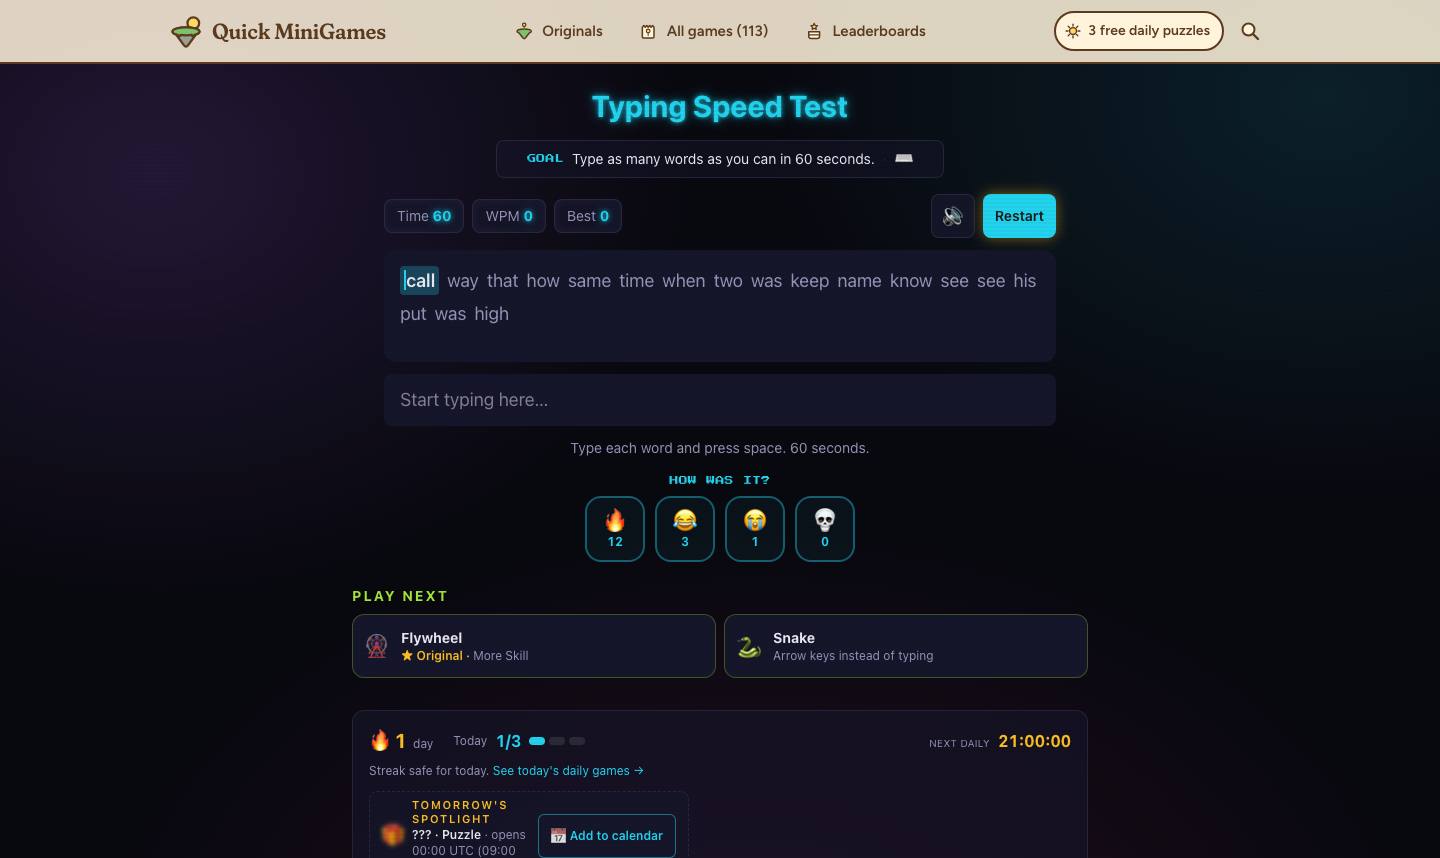 Quick MiniGames
Originals
All games (113)
Leaderboards
3 free daily puzzles
Typing Speed Test
GOAL Type as many words as you can in 60 seconds.
Time 60
WPM 0
Best 0
Restart
call way that how same time when two was keep name know see see his
put was high
Start typing here...
Type each word and press space. 60 seconds.
HOW WAS IT?
12
3
1
0
PLAY NEXT
Flywheel
Original · More Skill
Snake
Arrow keys instead of typing
1 day
Today 1/3
NEXT DAILY 21:00:00
Streak safe for today. See today's daily games →
TOMORROW'S
SPOTLIGHT
??? · Puzzle · opens
00:00 UTC (09:00
Add to calendar